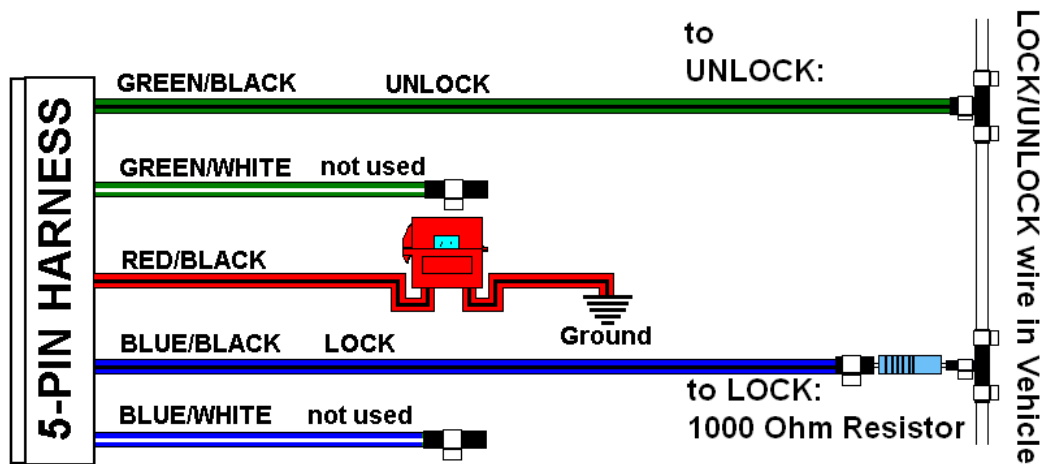 5-PIN HARNESS
to
UNLOCK:
GREEN/BLACK UNLOCK
GREEN/WHITE not used
RED/BLACK
Ground
BLUE/BLACK LOCK
to LOCK:
1000 Ohm Resistor
BLUE/WHITE not used
LOCK/UNLOCK wire in Vehicle